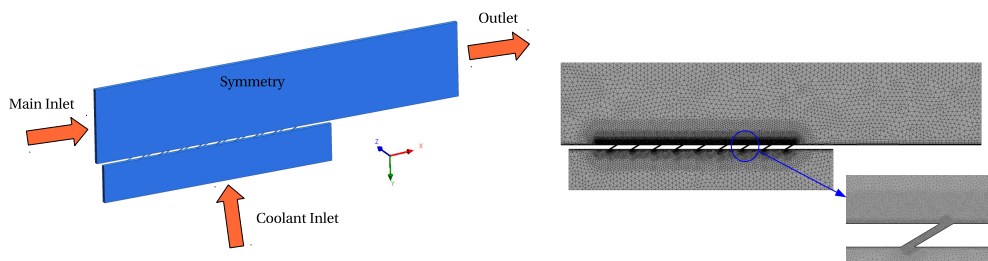 Outlet
Symmetry
Main Inlet
Z
X
Y
Coolant Inlet